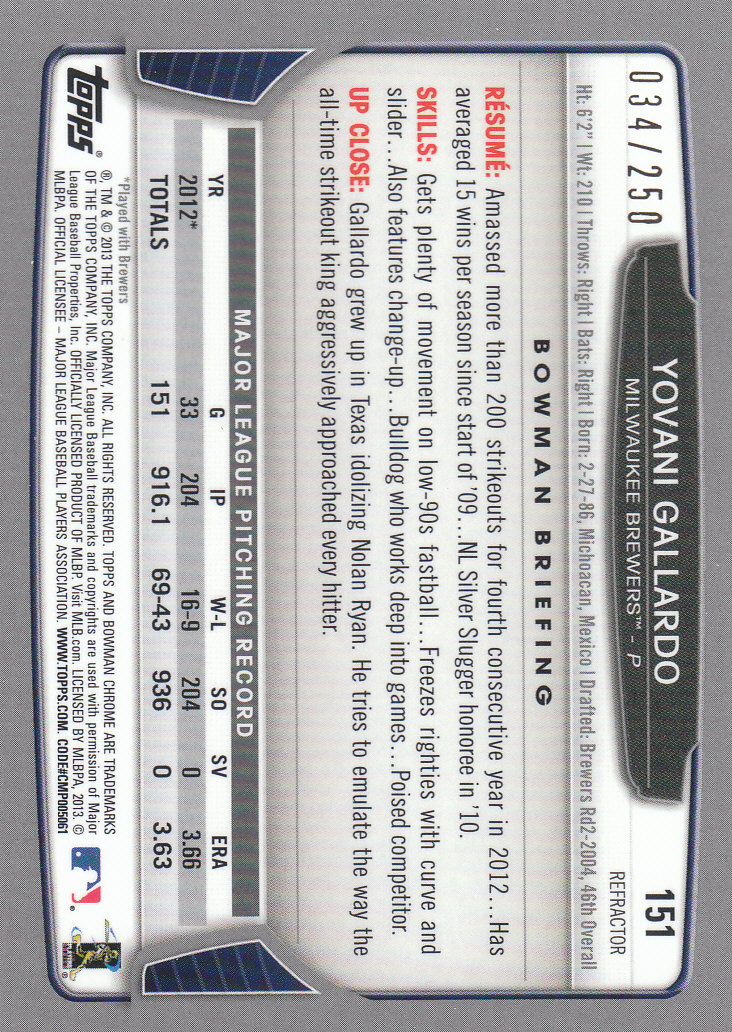 034/250
YOVANI GALLARDO
MILWAUKEE BREWERS™ - P
151
REFRACTOR
Ht: 6'2" | Wt: 210 | Throws: Right | Bats: Right | Born: 2-27-86, Michoacan, Mexico | Drafted: Brewers Rd2-2004, 46th Overall
BOWMAN BRIEFING
RÉSUMÉ: Amassed more than 200 strikeouts for fourth consecutive year in 2012...Has
averaged 15 wins per season since start of '09...NL Silver Slugger honoree in '10.
SKILLS: Gets plenty of movement on low-90s fastball...Freezes righties with curve and
slider...Also features change-up...Bulldog who works deep into games...Poised competitor.
UP CLOSE: Gallardo grew up in Texas idolizing Nolan Ryan. He tries to emulate the way the
all-time strikeout king aggressively approached every hitter.
MAJOR LEAGUE PITCHING RECORD
YR G IP W-L SO SV ERA
2012* 33 204 16-9 204 0 3.66
TOTALS 151 916.1 69-43 936 0 3.63
*Played with Brewers
topps®
®, TM & © 2013 THE TOPPS COMPANY, INC. ALL RIGHTS RESERVED. TOPPS AND BOWMAN CHROME ARE TRADEMARKS
OF THE TOPPS COMPANY, INC. Major League Baseball trademarks and copyrights are used with permission of Major
League Baseball Properties, Inc. OFFICIALLY LICENSED PRODUCT OF MLBP. Visit MLB.com. LICENSED BY MLBPA, 2013. ©
MLBPA. OFFICIAL LICENSEE – MAJOR LEAGUE BASEBALL PLAYERS ASSOCIATION. WWW.TOPPS.COM. CODE#CMP005061